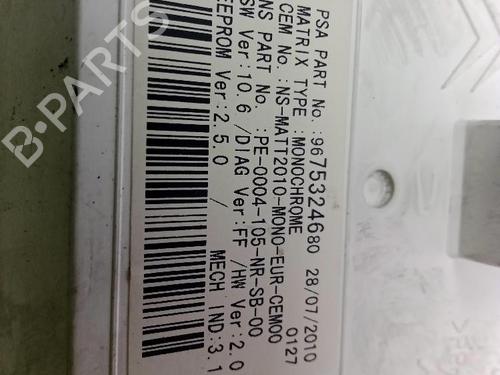 PSA PART No.:9675324680 28/07/2010
MATRIX TYPE :MONOCHROME 0127
CEM No.:NS-MATT2010-MONO-EUR-CEM00
NS PART No. :PE-0004-105-NR-SB-00
SW Ver:10.6 /DIAG Ver:FF /HW Ver:2.0
EEPROM Ver:2.5.0 / MECH IND:3.1
B-PARTS